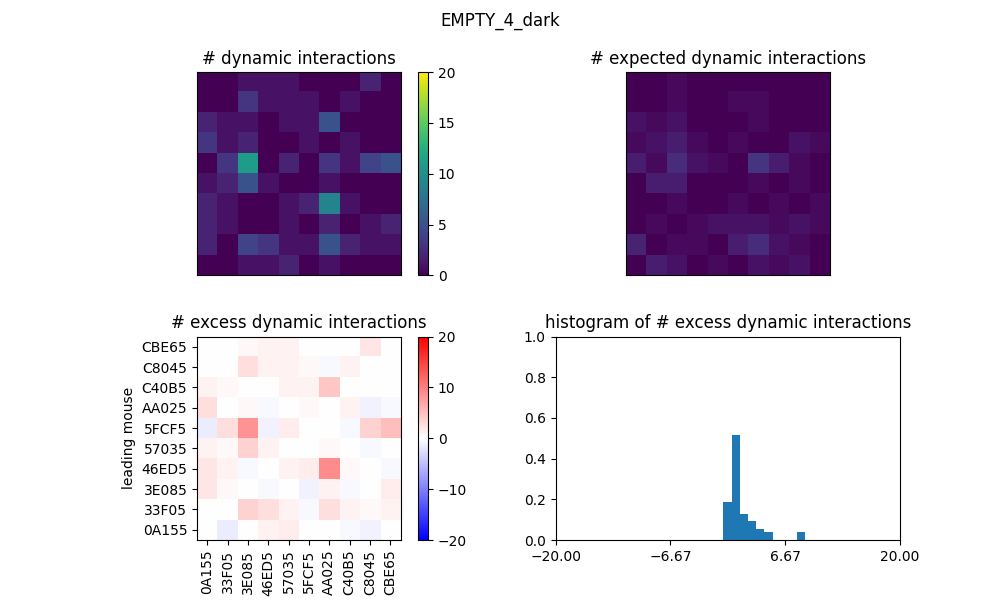 EMPTY_4_dark
# dynamic interactions
# expected dynamic interactions
20
15
10
5
0
# excess dynamic interactions
histogram of # excess dynamic interactions
leading mouse
CBE65
C8045
C40B5
AA025
5FCF5
57035
46ED5
3E085
33F05
0A155
0A155
33F05
3E085
46ED5
57035
5FCF5
AA025
C40B5
C8045
CBE65
20
10
0
−10
−20
1.0
0.8
0.6
0.4
0.2
0.0
−20.00 −6.67 6.67 20.00